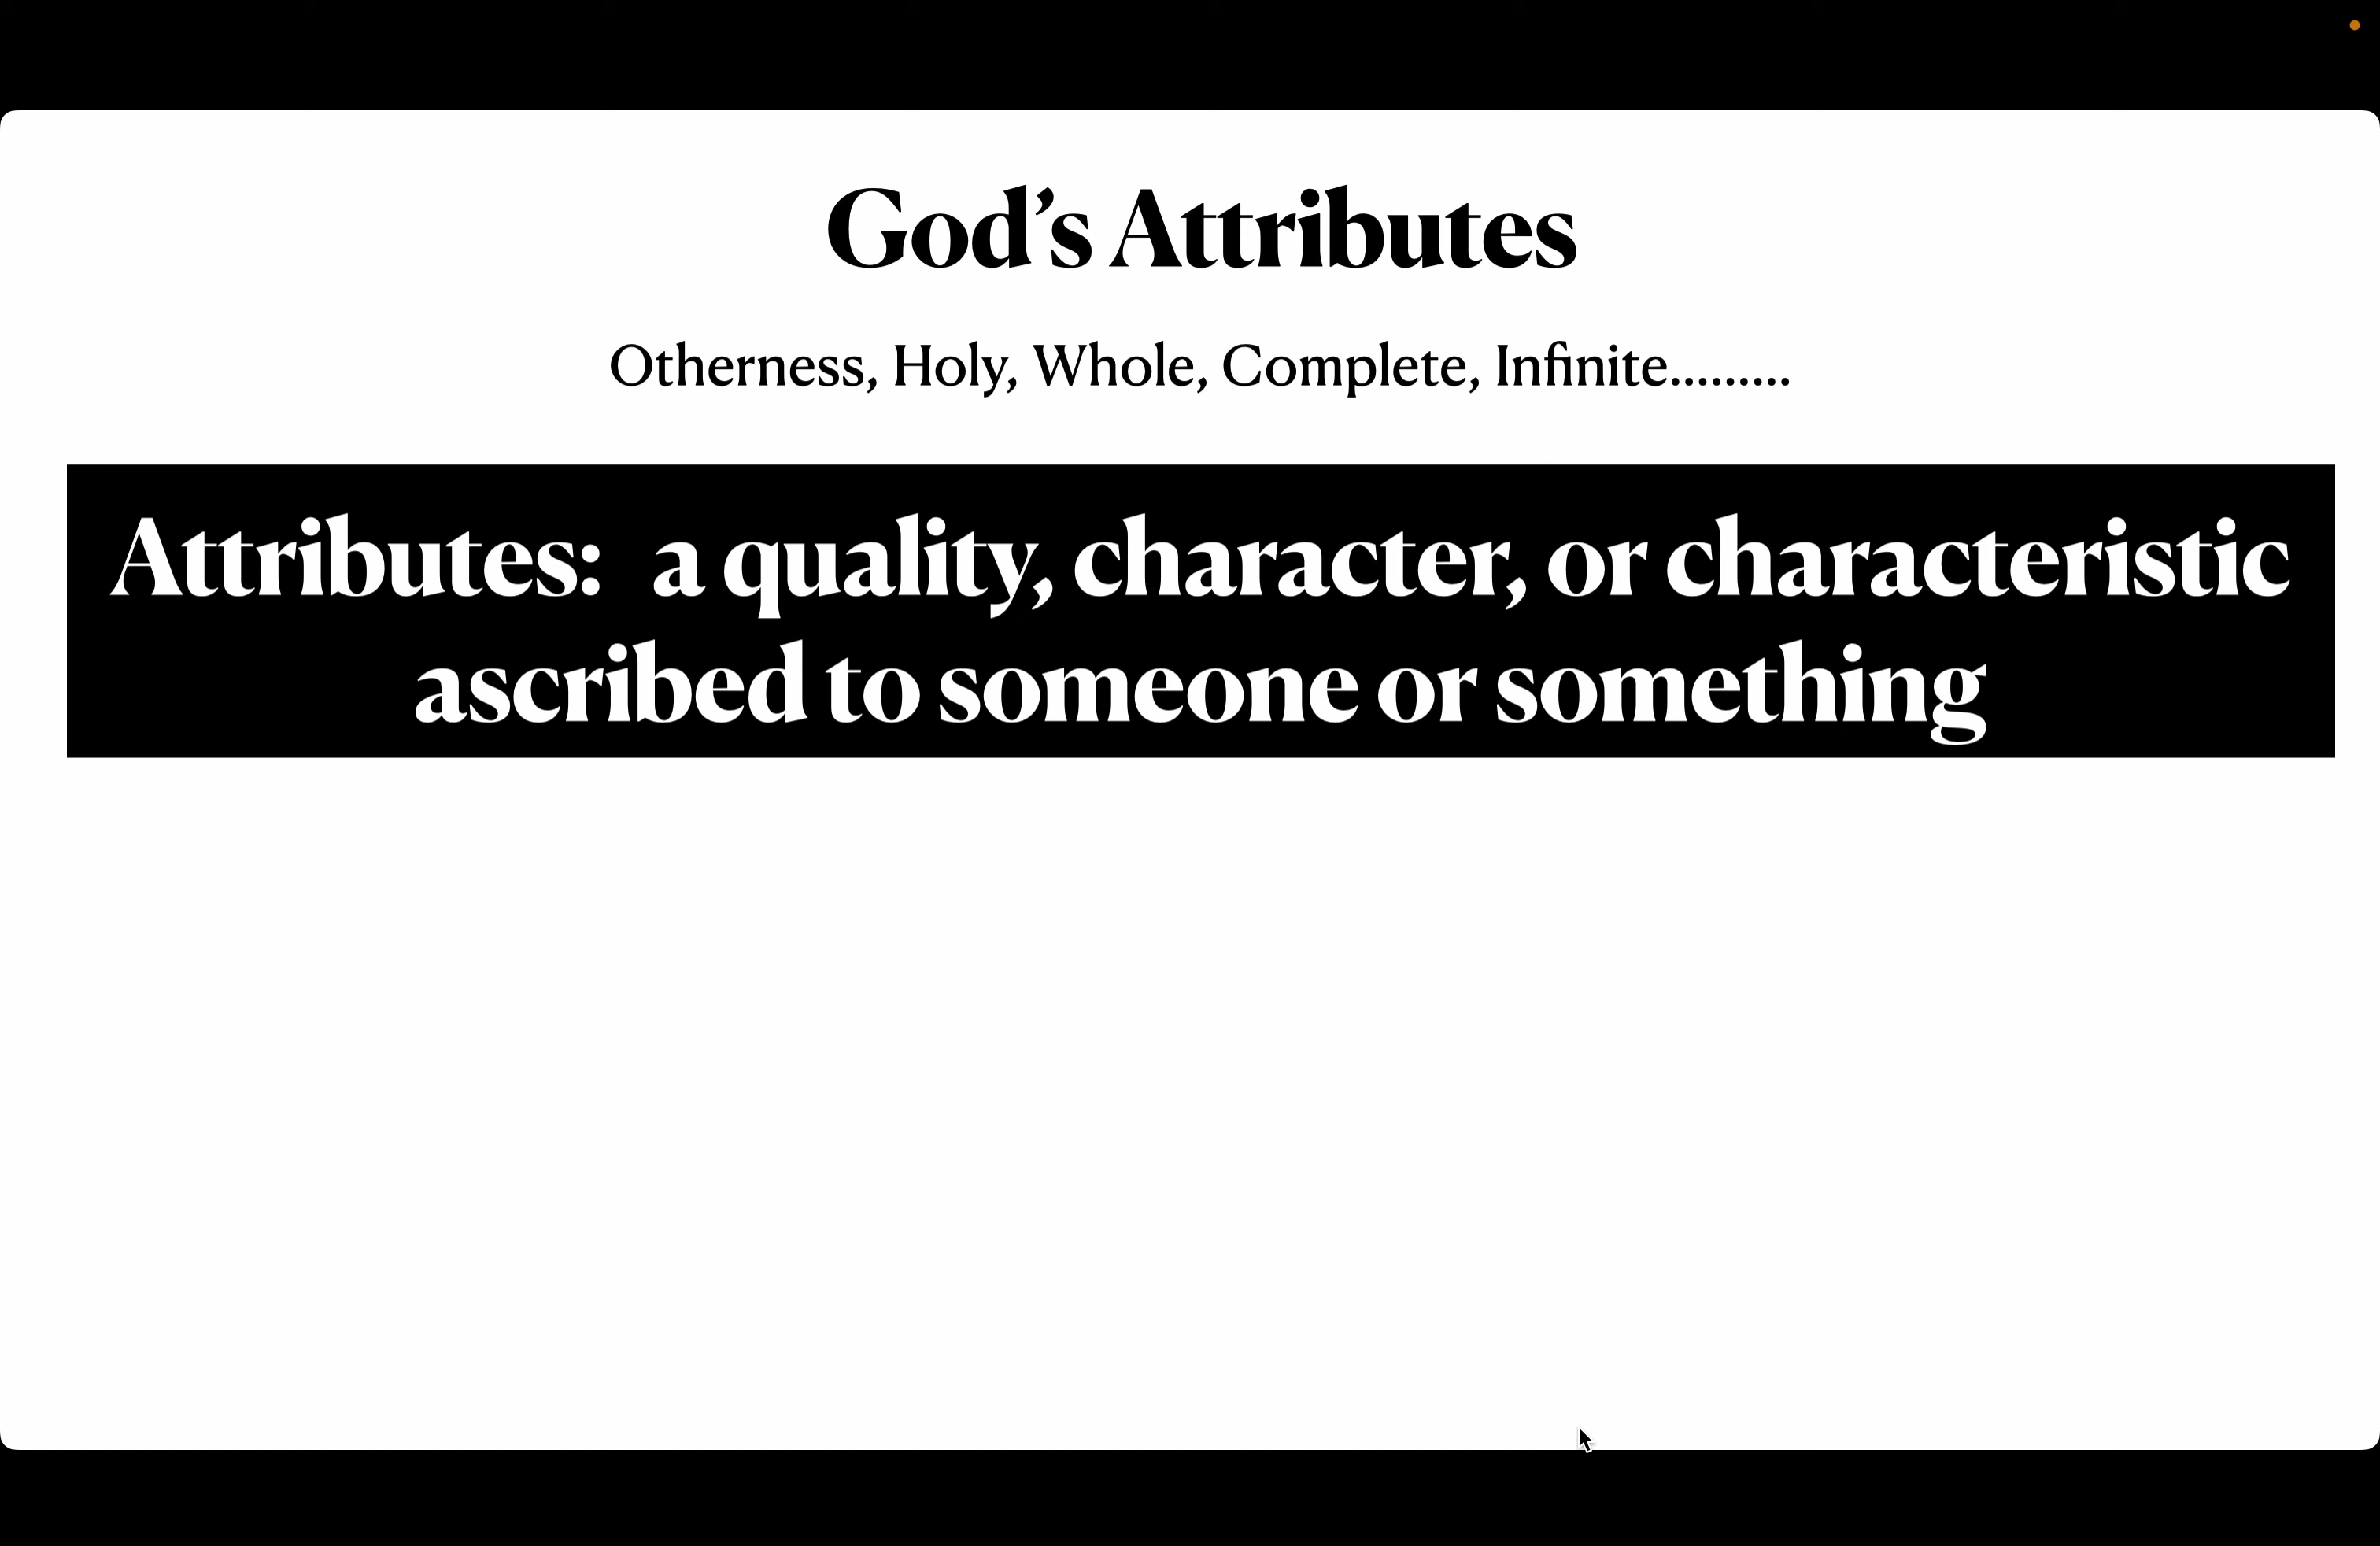 God's Attributes
Otherness, Holy, Whole, Complete, Infinite.........
Attributes:  a quality, character, or characteristic
ascribed to someone or something